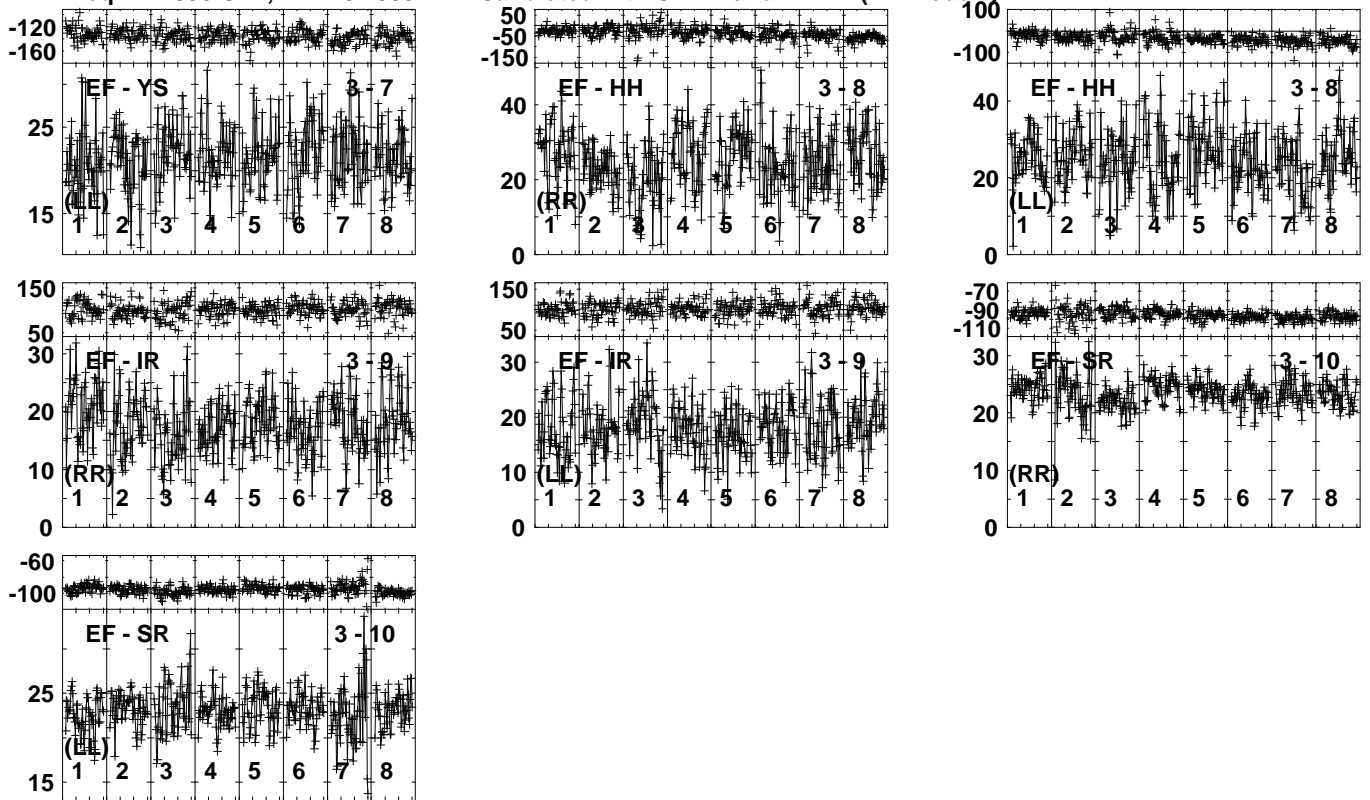 -120
-160
EF - YS 3 - 7
25
15
(LL)
1 2 3 4 5 6 7 8
50
-50
-150
EF - HH 3 - 8
40
20
0
(RR)
1 2 3 4 5 6 7 8
100
-100
EF - HH 3 - 8
40
20
0
(LL)
1 2 3 4 5 6 7 8
150
50
EF - IR 3 - 9
30
20
10
0
(RR)
1 2 3 4 5 6 7 8
150
50
EF - IR 3 - 9
30
20
10
0
(LL)
1 2 3 4 5 6 7 8
-70
-90
-110
EF - SR 3 - 10
30
20
10
0
(RR)
1 2 3 4 5 6 7 8
-60
-100
EF - SR 3 - 10
25
15
(LL)
1 2 3 4 5 6 7 8